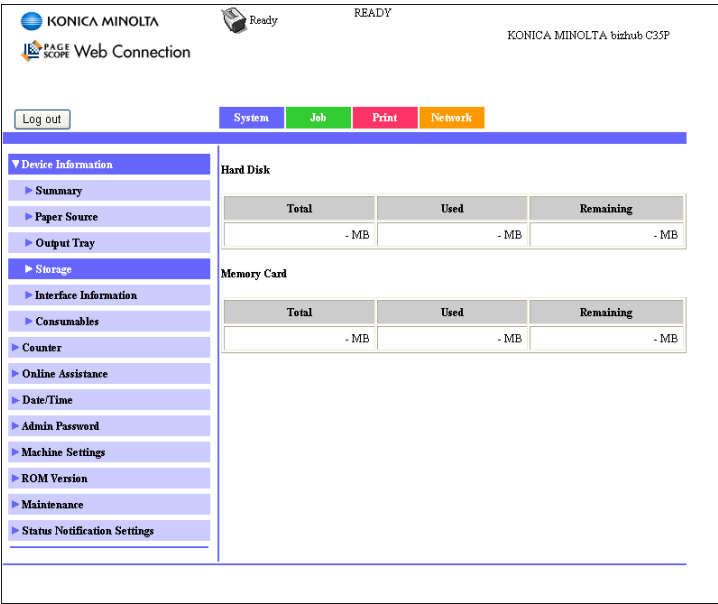 KONICA MINOLTA
Ready
READY
KONICA MINOLTA bizhub C35P
PAGE SCOPE Web Connection
Log out
System Job Print Network
▼Device Information
▶Summary
▶Paper Source
▶Output Tray
▶Storage
▶Interface Information
▶Consumables
▶Counter
▶Online Assistance
▶Date/Time
▶Admin Password
▶Machine Settings
▶ROM Version
▶Maintenance
▶Status Notification Settings
Hard Disk
Total Used Remaining
- MB - MB - MB
Memory Card
Total Used Remaining
- MB - MB - MB